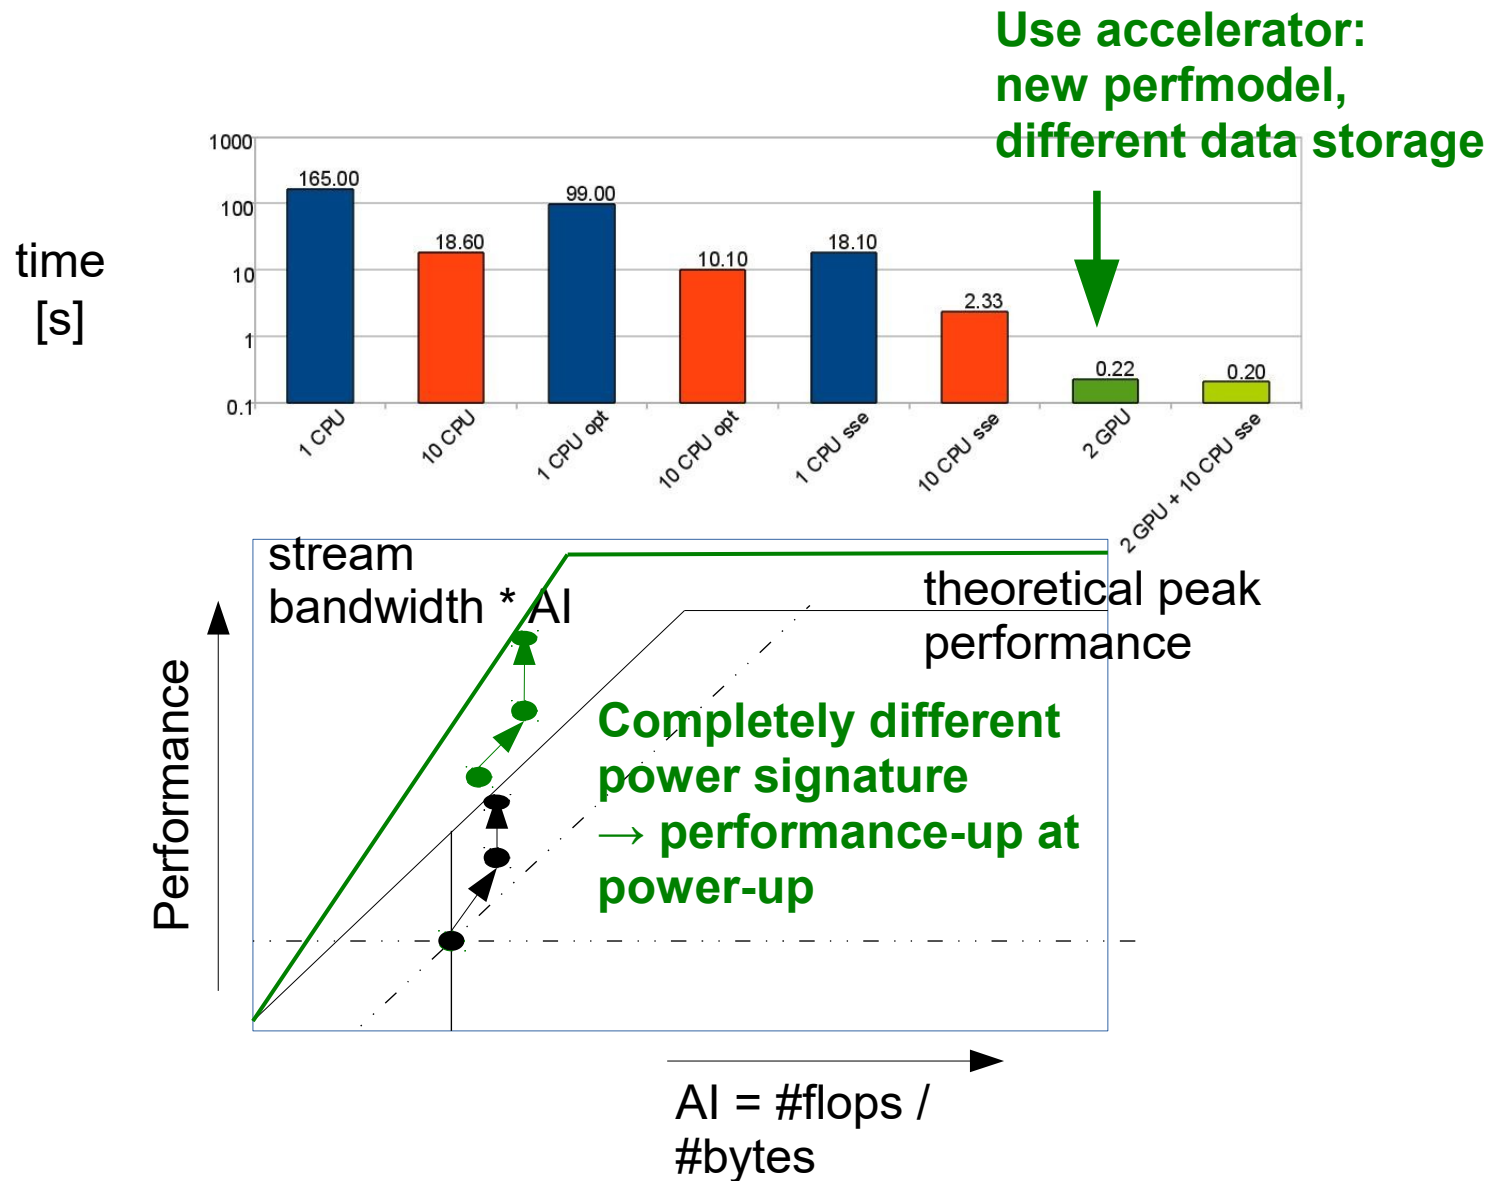 Use accelerator:
new perfmodel,
different data storage
time
[s]
1000
100
10
1
0.1
165.00
18.60
99.00
10.10
18.10
2.33
0.22
0.20
1 CPU
10 CPU
1 CPU opt
10 CPU opt
1 CPU sse
10 CPU sse
2 GPU
2 GPU + 10 CPU sse
stream
bandwidth * AI
theoretical peak
performance
Performance
Completely different
power signature
→ performance-up at
power-up
AI = #flops /
#bytes